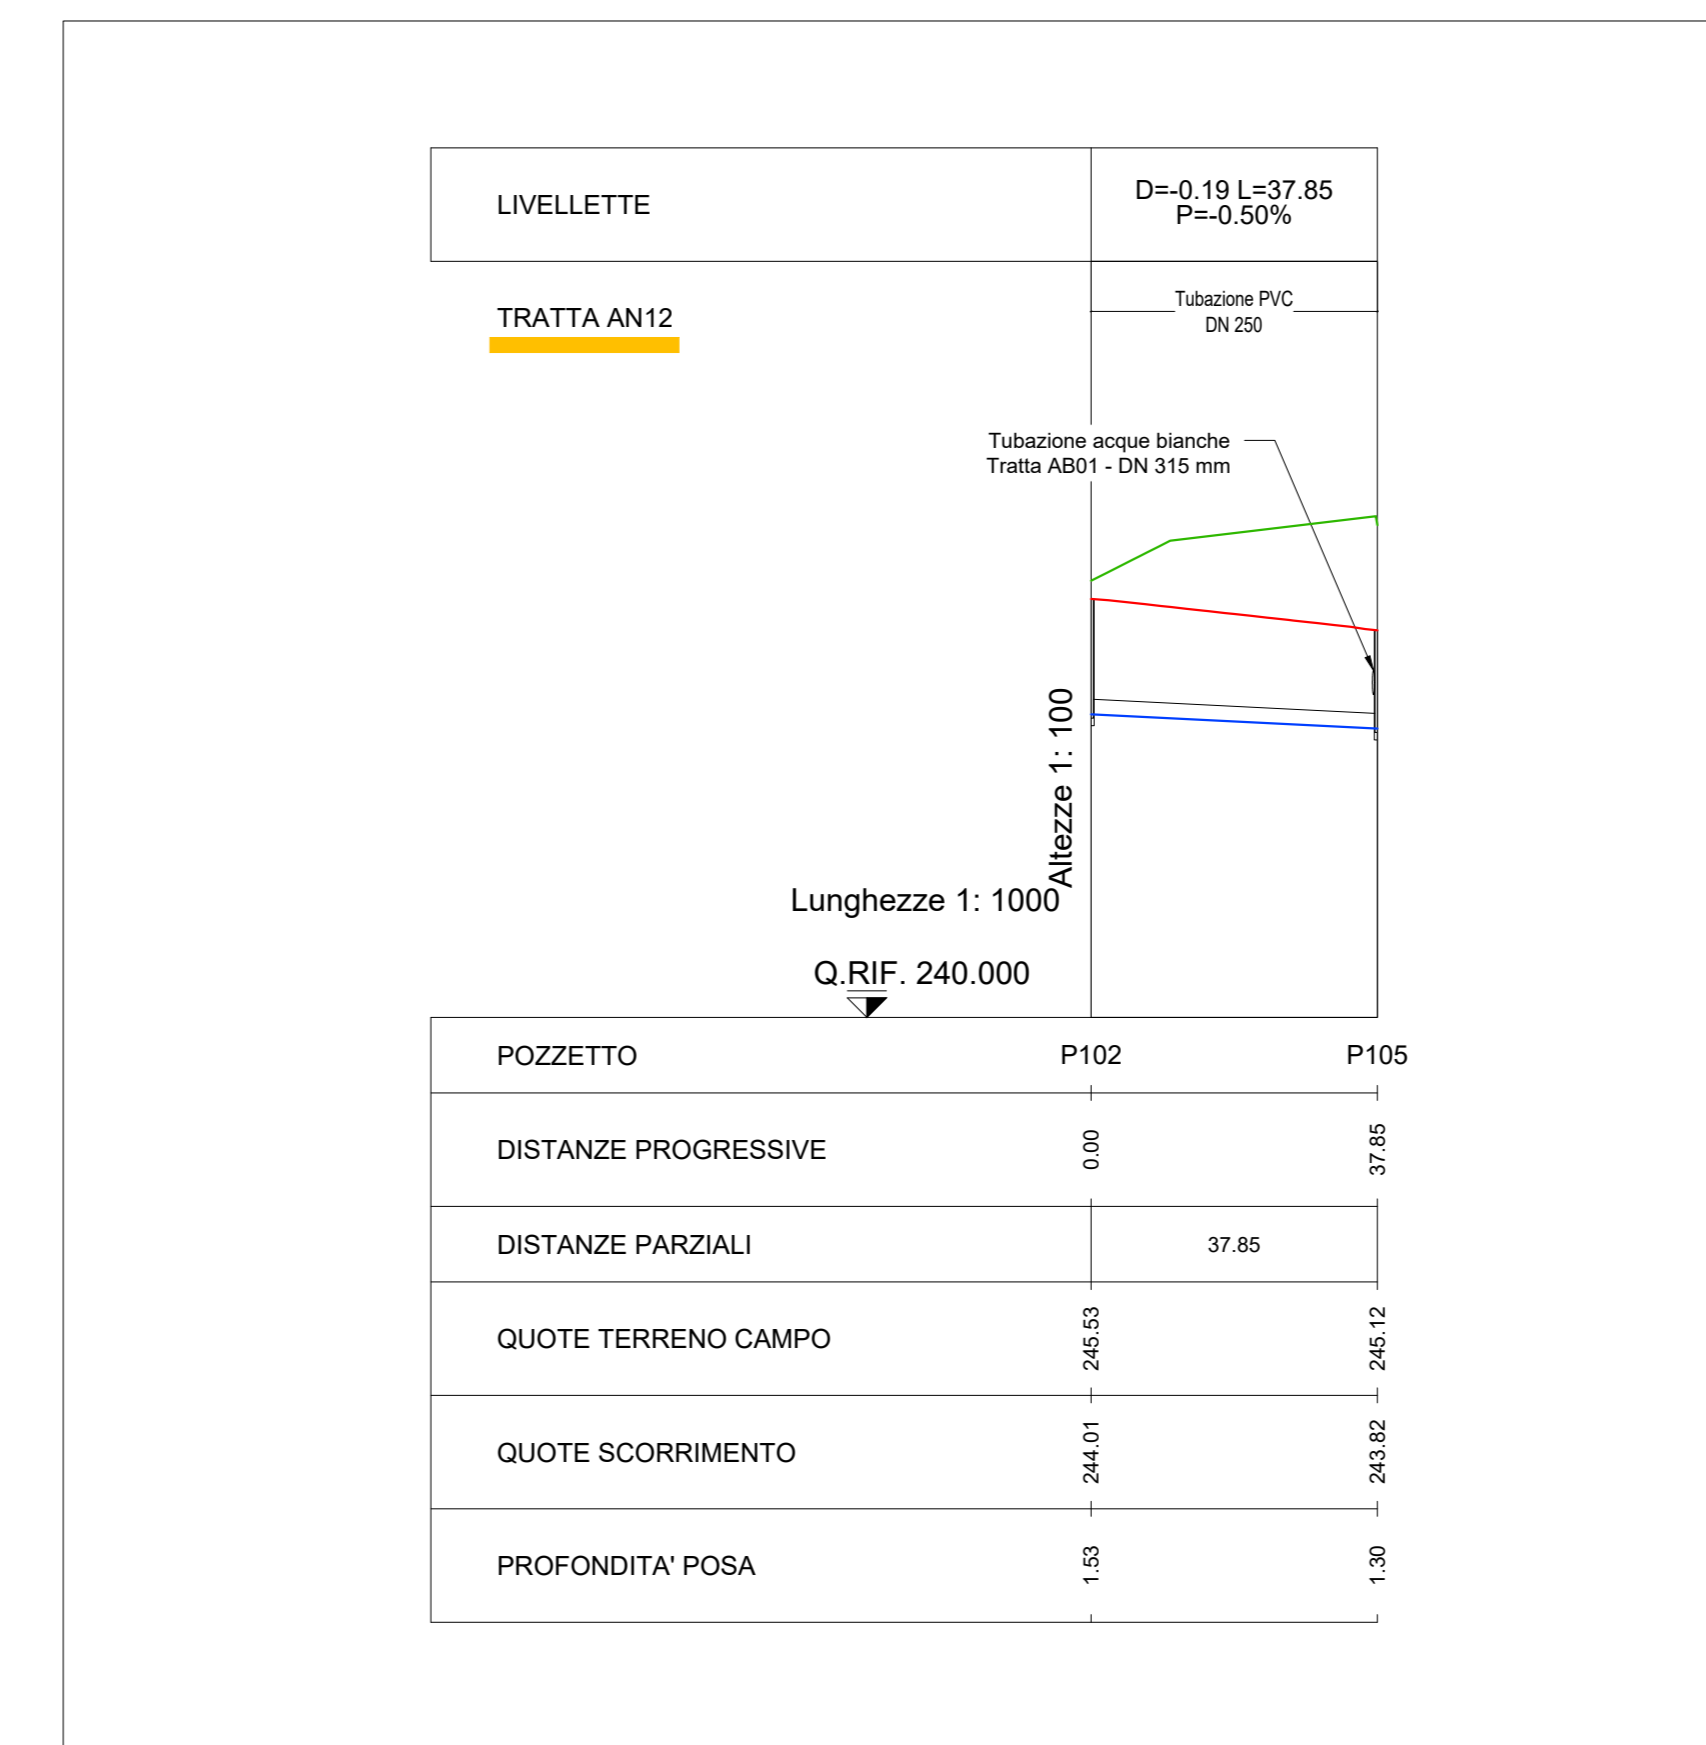 LIVELLETTE
D=-0.19 L=37.85
P=-0.50%
TRATTA AN12
Tubazione PVC
DN 250
Tubazione acque bianche
Tratta AB01 - DN 315 mm
Altezze 1: 100
Lunghezze 1: 1000
Q.RIF. 240.000
POZZETTO P102 P105
DISTANZE PROGRESSIVE 0.00 37.85
DISTANZE PARZIALI 37.85
QUOTE TERRENO CAMPO 245.53 245.12
QUOTE SCORRIMENTO 244.01 243.82
PROFONDITA' POSA 1.53 1.30